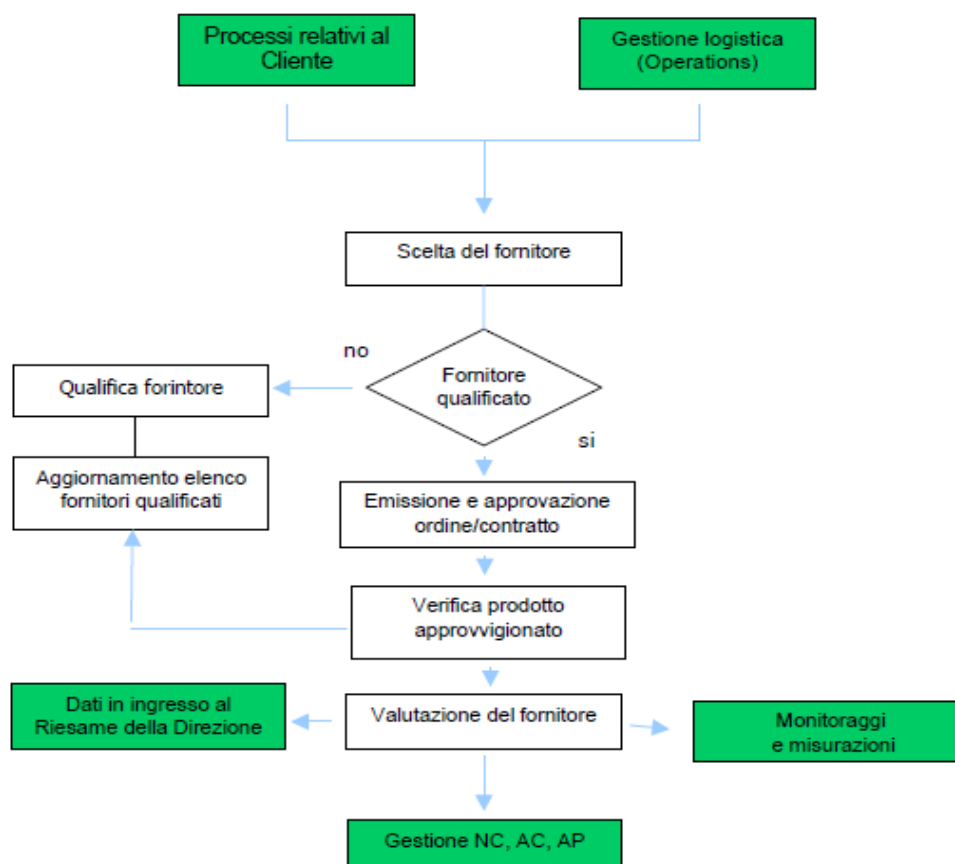 Processi relativi al
Cliente
Gestione logistica
(Operations)
Scelta del fornitore
no
Fornitore
qualificato
Qualifica forintore
si
Aggiornamento elenco
fornitori qualificati
Emissione e approvazione
ordine/contratto
Verifica prodotto
approvvigionato
Dati in ingresso al
Riesame della Direzione
Valutazione del fornitore
Monitoraggi
e misurazioni
Gestione NC, AC, AP